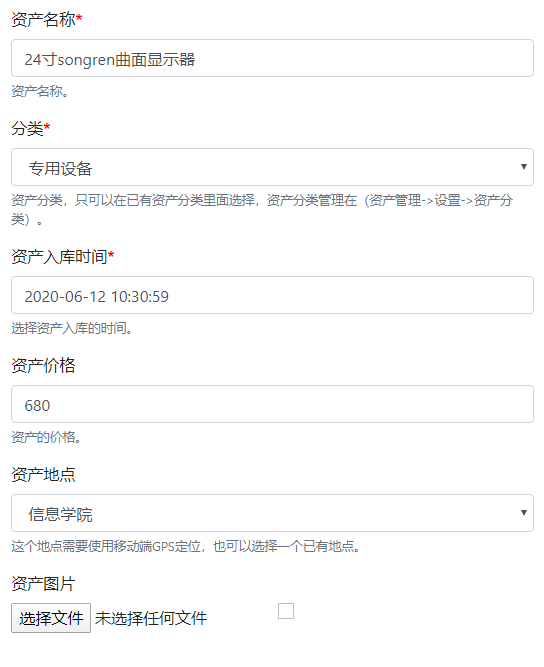 资产名称*
24寸songren曲面显示器
资产名称。
分类*
专用设备
资产分类，只可以在已有资产分类里面选择，资产分类管理在（资产管理->设置->资产分
类）。
资产入库时间*
2020-06-12 10:30:59
选择资产入库的时间。
资产价格
680
资产的价格。
资产地点
信息学院
这个地点需要使用移动端GPS定位，也可以选择一个已有地点。
资产图片
选择文件 未选择任何文件